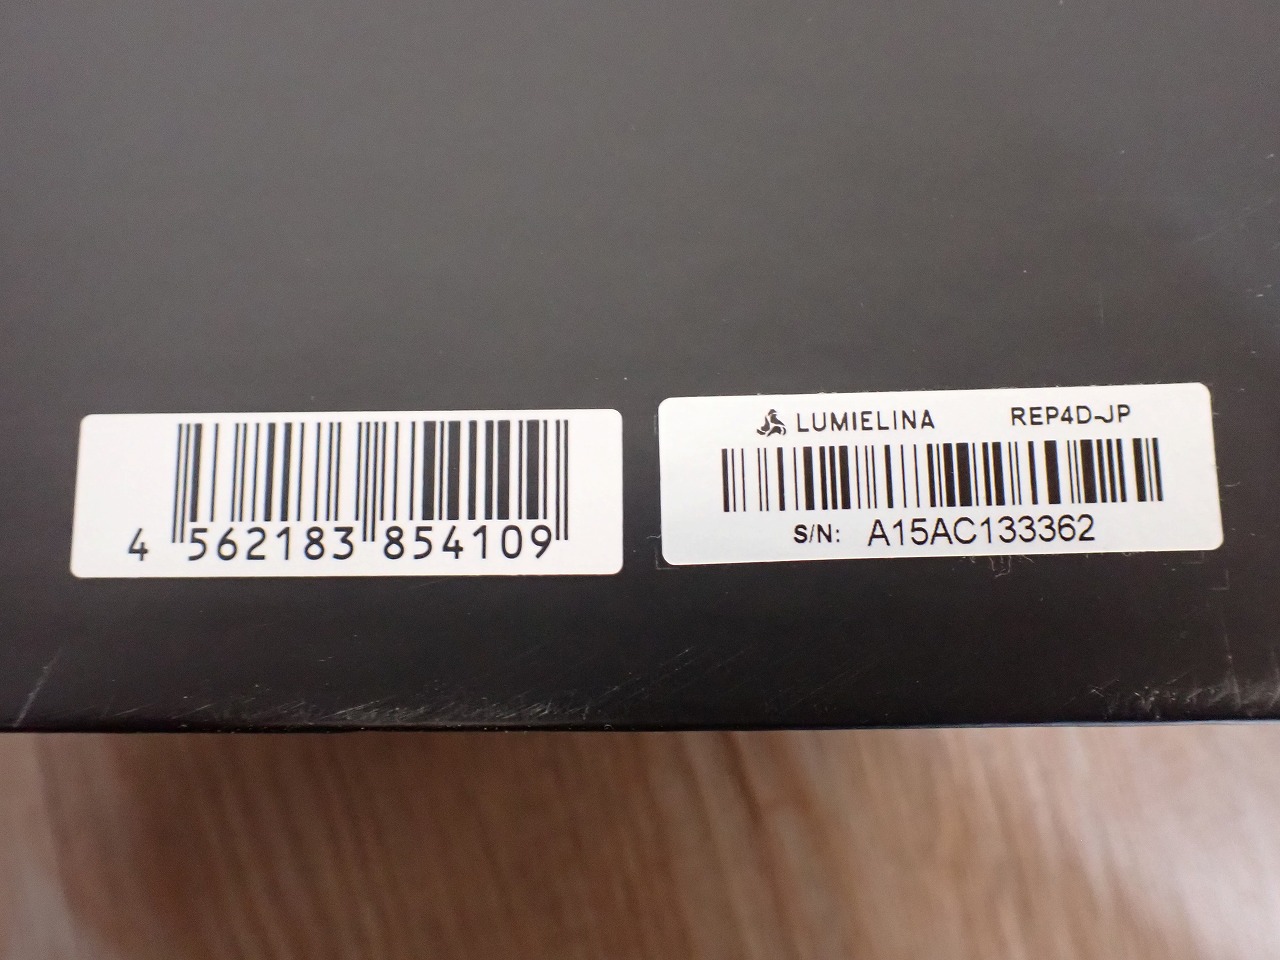 4 562183 854109
LUMIELINA REP4D-JP
S/N: A15AC133362